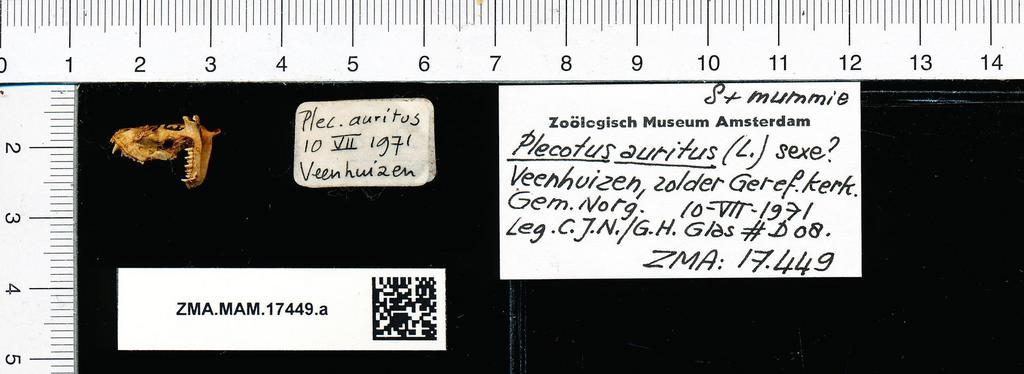 0 1 2 3 4 5 6 7 8 9 10 11 12 13 14
2
3
4
5
Plec. auritus
10 VII 1971
Veenhuizen
S+ mummie
Zoölogisch Museum Amsterdam
Plecotus auritus (L.) sexe?
Veenhuizen, zolder Geref. kerk.
Gem. Norg. 10-VII-1971
Leg. C.J.N./G.H. Glas # D 08.
ZMA: 17.449
ZMA.MAM.17449.a